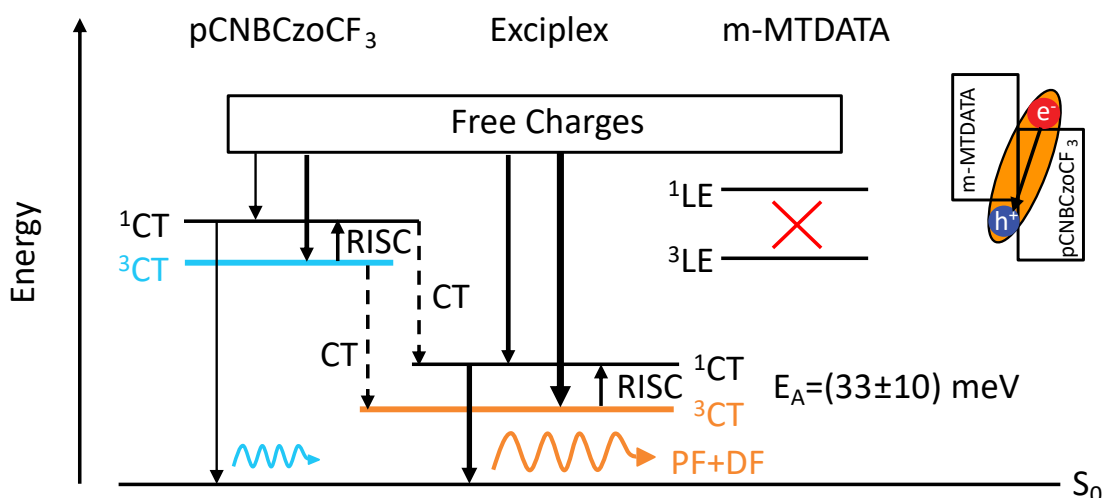 pCNBCzoCF₃ Exciplex m-MTDATA
Free Charges
Energy
¹CT
³CT
RISC
CT
CT
¹LE
³LE
¹CT
³CT
RISC
E_A=(33±10) meV
PF+DF
S₀
m-MTDATA
pCNBCzoCF₃
e⁻
h⁺